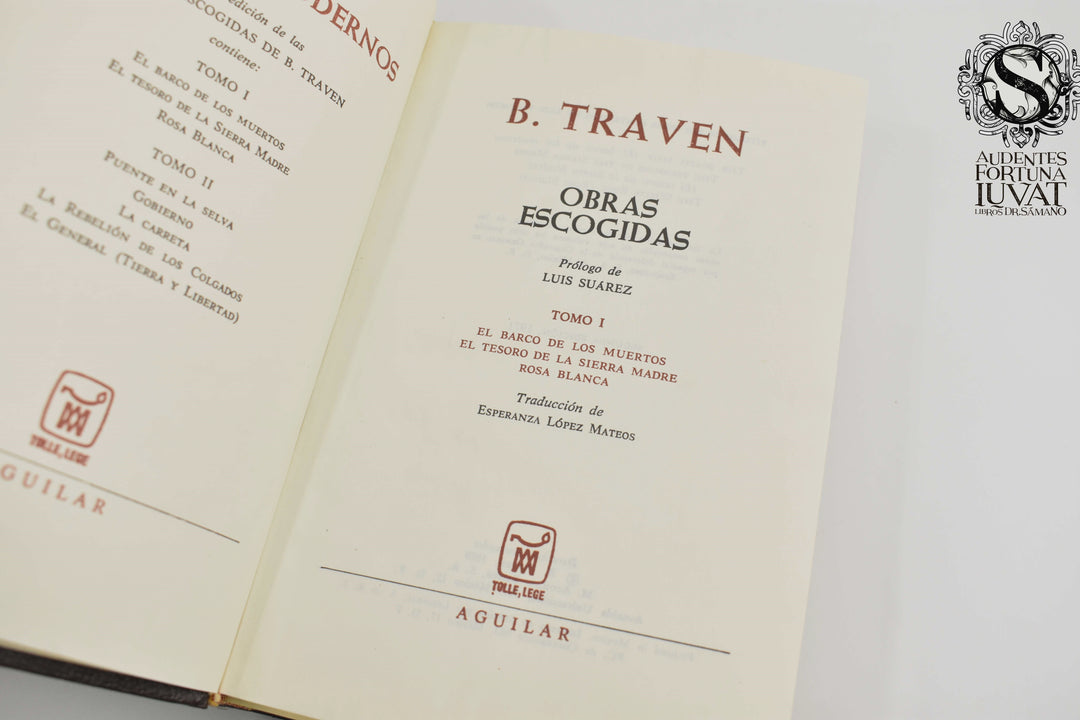 DERNOS
edición de las
SCOGIDAS DE B. TRAVEN
contiene:
TOMO I
EL BARCO DE LOS MUERTOS
EL TESORO DE LA SIERRA MADRE
ROSA BLANCA
TOMO II
PUENTE EN LA SELVA
GOBIERNO
LA CARRETA
LA REBELIÓN DE LOS COLGADOS
EL GENERAL (TIERRA Y LIBERTAD)
TOLLE, LEGE
GUILAR
B. TRAVEN
OBRAS
ESCOGIDAS
Prólogo de
LUIS SUÁREZ
TOMO I
EL BARCO DE LOS MUERTOS
EL TESORO DE LA SIERRA MADRE
ROSA BLANCA
Traducción de
ESPERANZA LÓPEZ MATEOS
TOLLE, LEGE
AGUILAR
S
AUDENTES
FORTUNA
IUVAT
LIBROS DR. SÁMANO